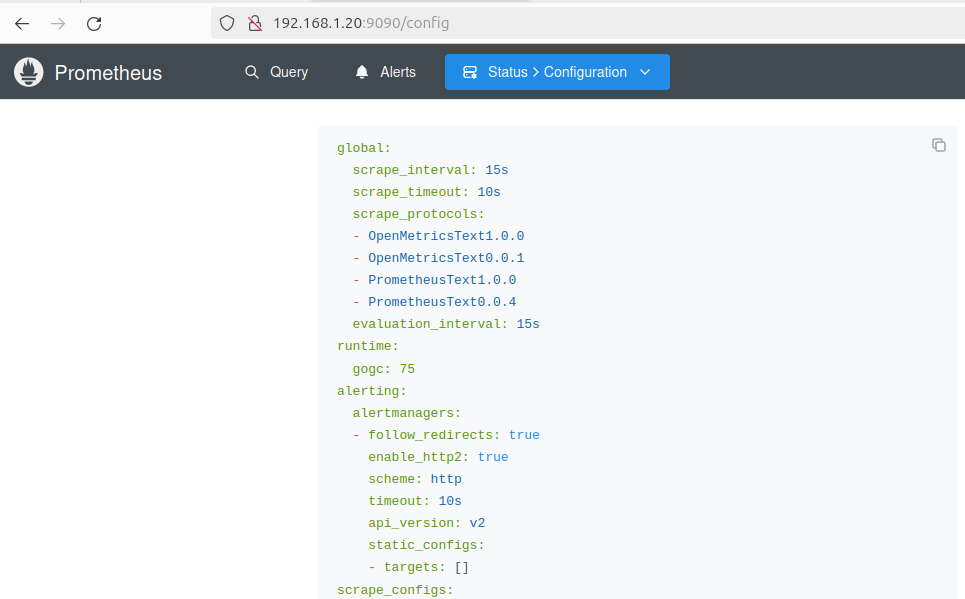 192.168.1.20:9090/config
Prometheus Query Alerts Status > Configuration
global:
  scrape_interval: 15s
  scrape_timeout: 10s
  scrape_protocols:
  - OpenMetricsText1.0.0
  - OpenMetricsText0.0.1
  - PrometheusText1.0.0
  - PrometheusText0.0.4
  evaluation_interval: 15s
runtime:
  gogc: 75
alerting:
  alertmanagers:
  - follow_redirects: true
    enable_http2: true
    scheme: http
    timeout: 10s
    api_version: v2
    static_configs:
    - targets: []
scrape_configs: